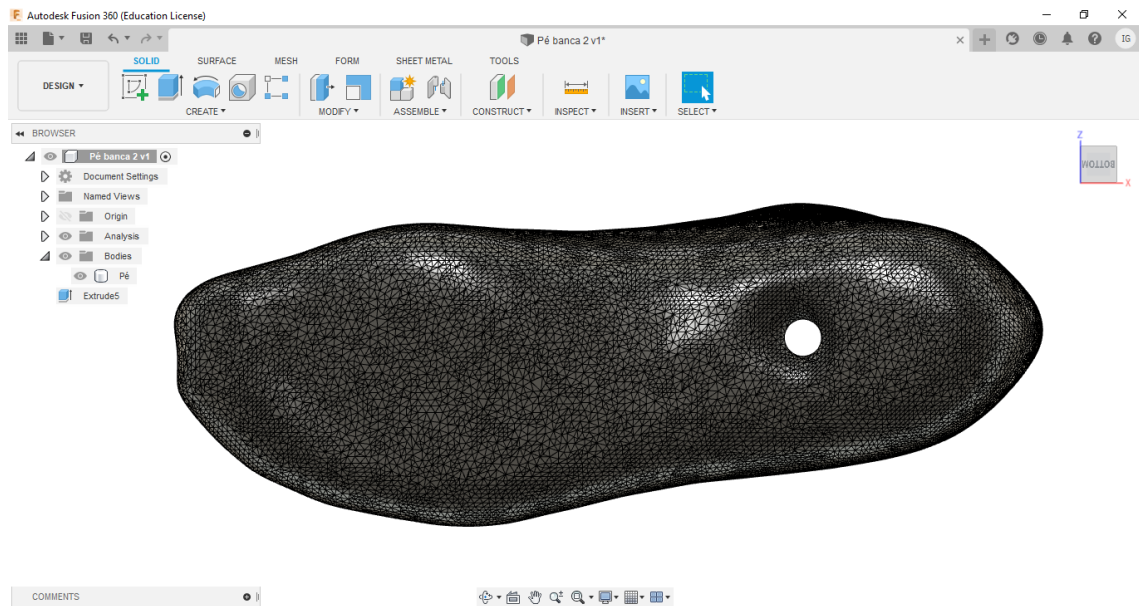 Autodesk Fusion 360 (Education License)
Pé banca 2 v1*
IG
DESIGN
SOLID SURFACE MESH FORM SHEET METAL TOOLS
CREATE MODIFY ASSEMBLE CONSTRUCT INSPECT INSERT SELECT
BROWSER
Pé banca 2 v1
Document Settings
Named Views
Origin
Analysis
Bodies
Pé
Extrude5
Z
BOTTOM
X
COMMENTS